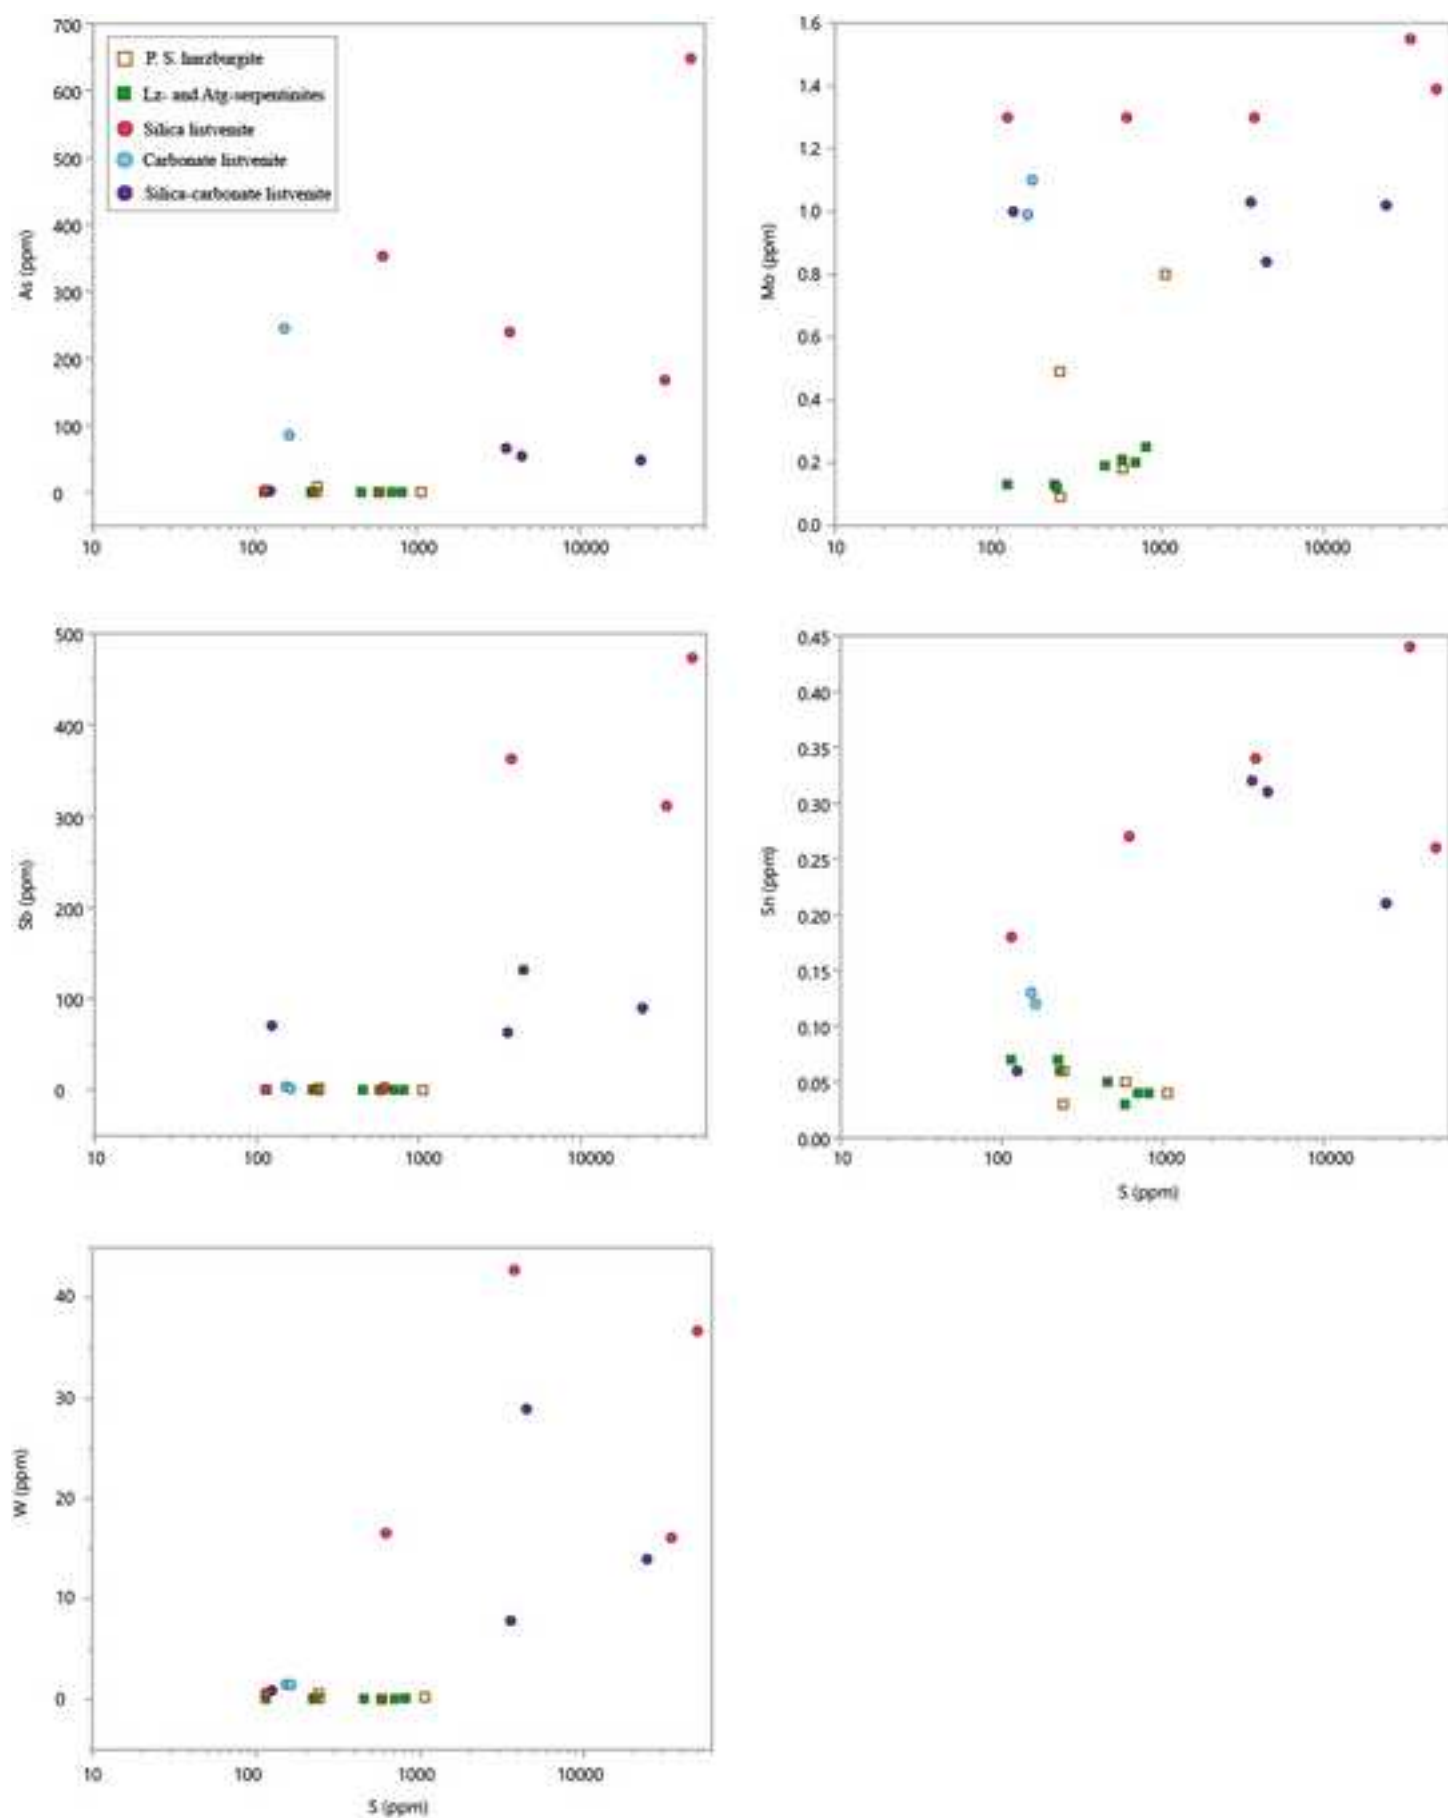 700
600
500
400
300
200
100
0
As (ppm)
P. S. harzburgite
Lz- and Atg-serpentinites
Silica listvenite
Carbonate listvenite
Silica-carbonate listvenite
10 100 1000 10000
1.6
1.4
1.2
1.0
0.8
0.6
0.4
0.2
0.0
Mo (ppm)
10 100 1000 10000
500
400
300
200
100
0
Sb (ppm)
10 100 1000 10000
0.45
0.40
0.35
0.30
0.25
0.20
0.15
0.10
0.05
0.00
Sn (ppm)
10 100 1000 10000
S (ppm)
40
30
20
10
0
W (ppm)
10 100 1000 10000
S (ppm)